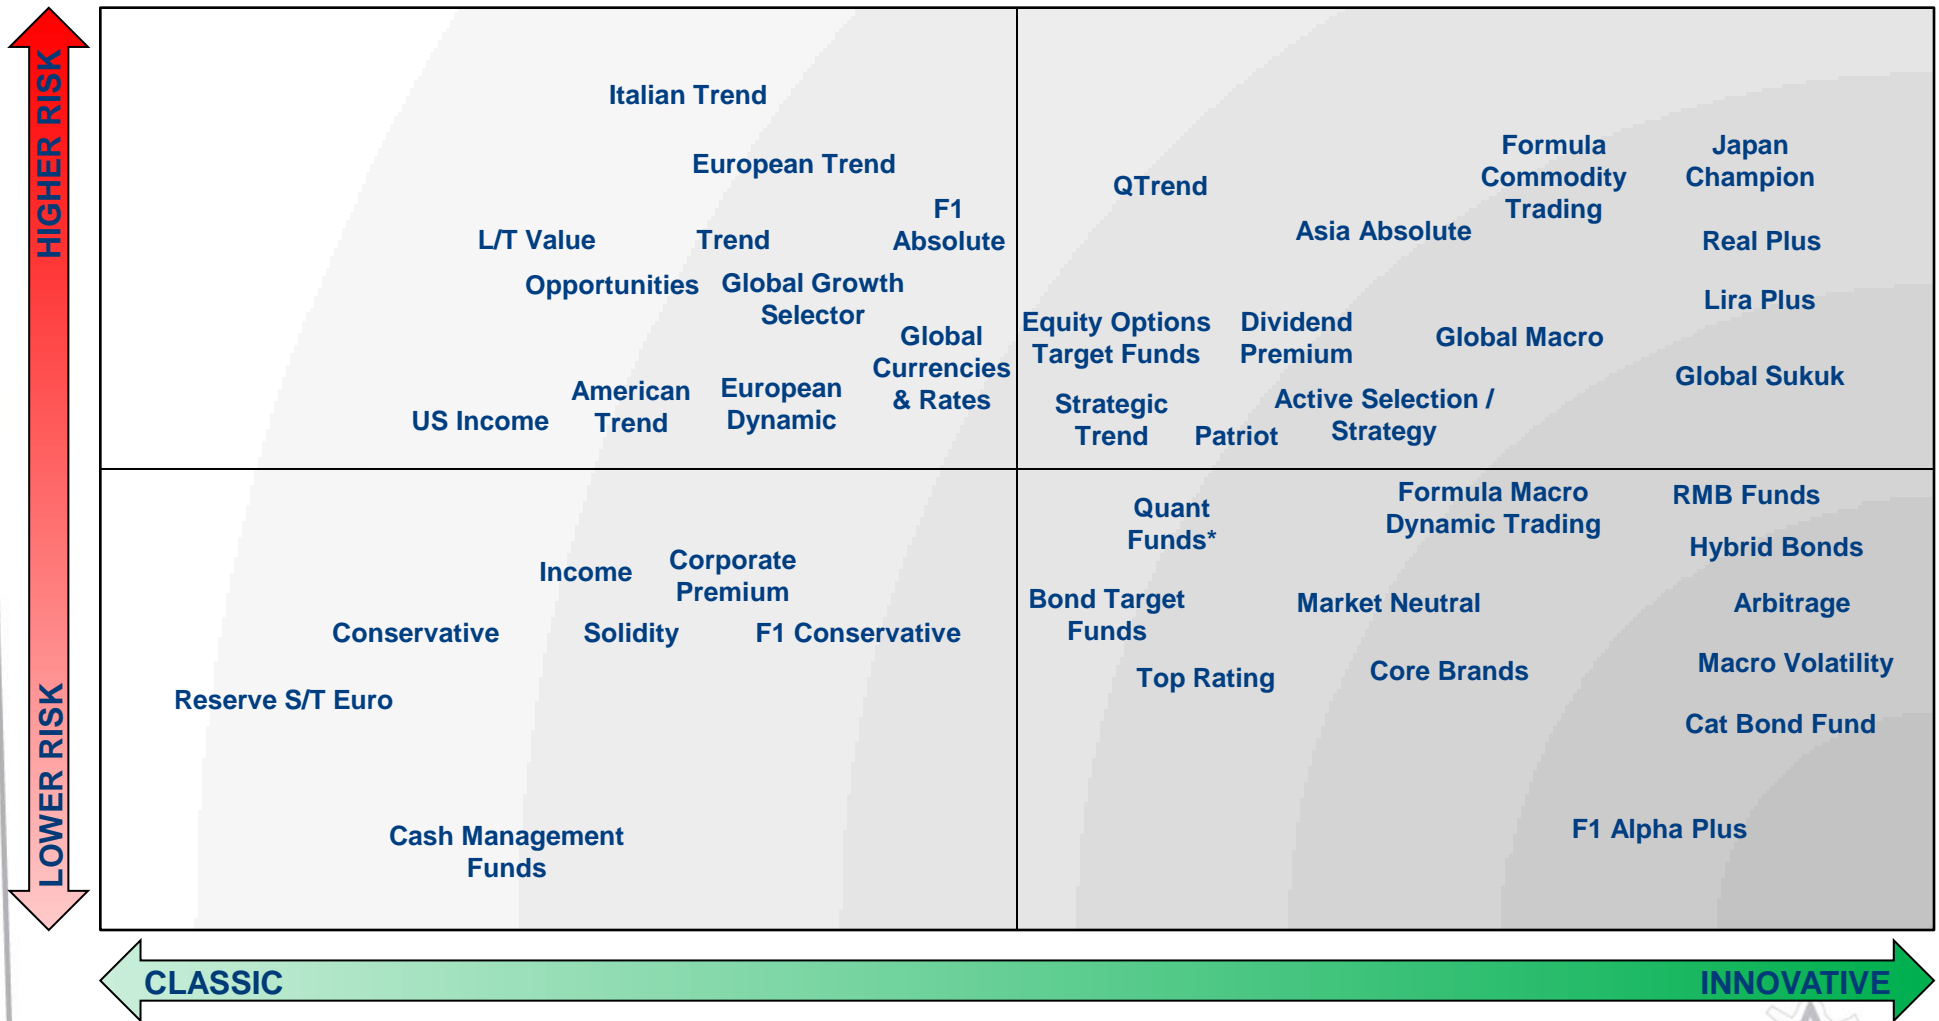 HIGHER RISK
LOWER RISK
Italian Trend
European Trend
F1
Absolute
L/T Value
Trend
Opportunities
Global Growth
Selector
Global
Currencies
& Rates
American
Trend
European
Dynamic
US Income
QTrend
Formula
Commodity
Trading
Japan
Champion
Asia Absolute
Real Plus
Lira Plus
Equity Options
Target Funds
Dividend
Premium
Global Macro
Global Sukuk
Strategic
Trend
Patriot
Active Selection /
Strategy
Income
Corporate
Premium
Conservative
Solidity
F1 Conservative
Reserve S/T Euro
Cash Management
Funds
Quant
Funds*
Formula Macro
Dynamic Trading
RMB Funds
Hybrid Bonds
Bond Target
Funds
Market Neutral
Arbitrage
Top Rating
Core Brands
Macro Volatility
Cat Bond Fund
F1 Alpha Plus
CLASSIC
INNOVATIVE